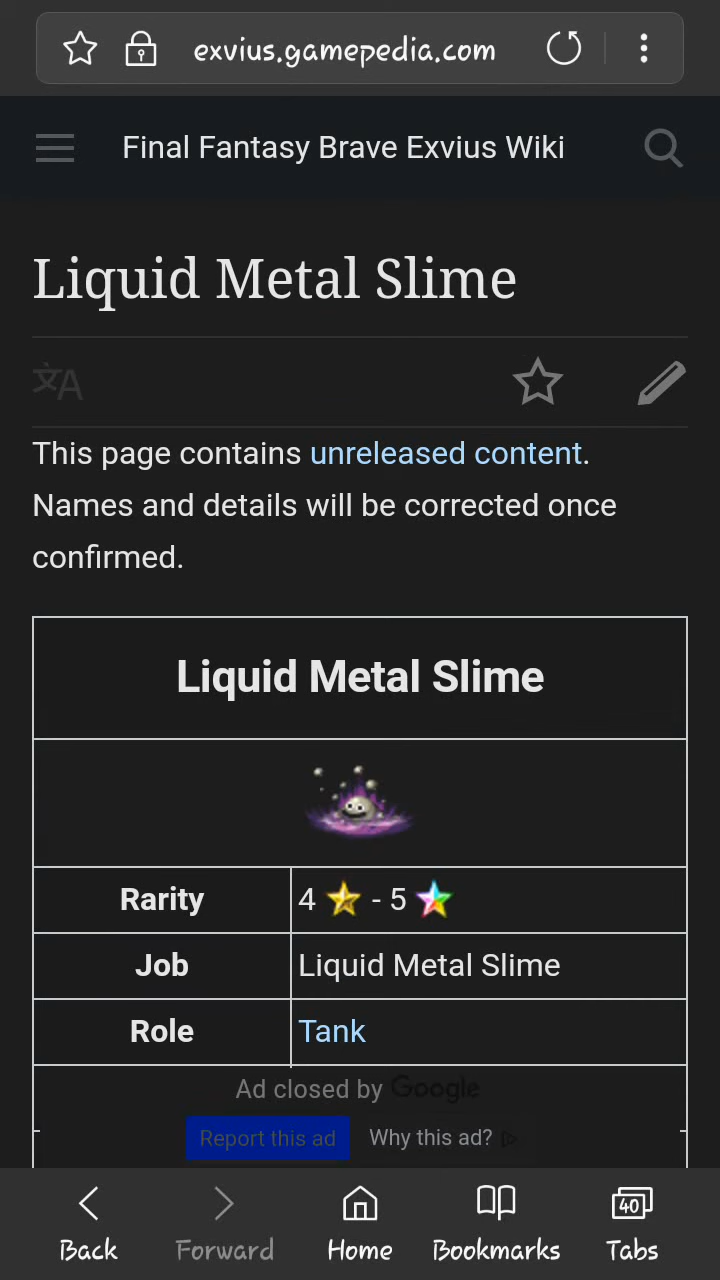 exvius.gamepedia.com
Final Fantasy Brave Exvius Wiki
Liquid Metal Slime
文A
This page contains unreleased content.
Names and details will be corrected once
confirmed.
Liquid Metal Slime
Rarity 4 - 5
Job Liquid Metal Slime
Role Tank
Ad closed by Google
Report this ad Why this ad?
40
Back Forward Home Bookmarks Tabs